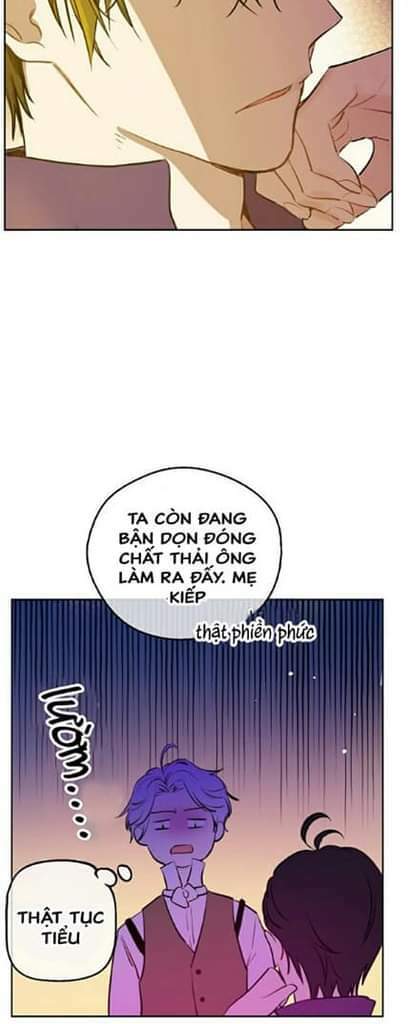 TA CÒN ĐANG
BẬN DỌN ĐÓNG
CHẤT THẢI ÔNG
LÀM RA ĐẤY. MẸ
KIẾP
thật phiền phức
lườm.....
THẬT TỤC
TIỂU